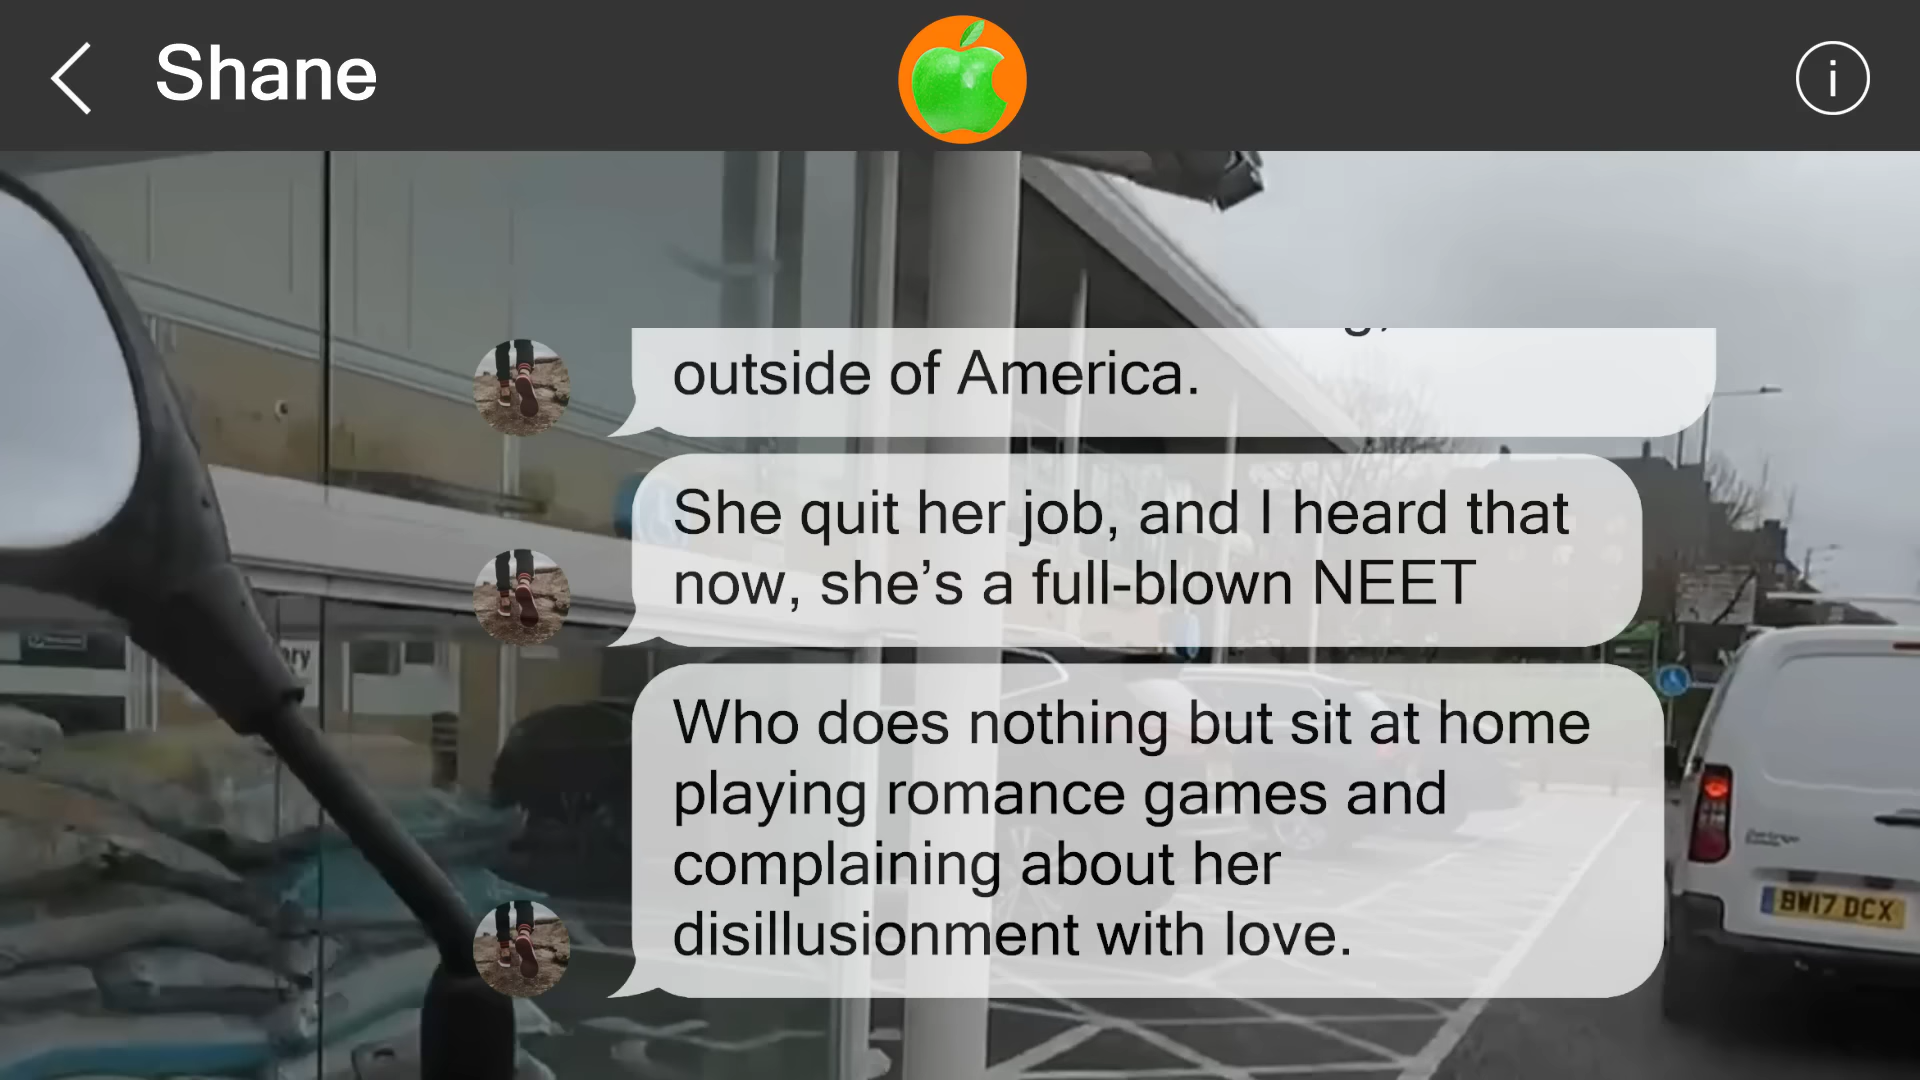 Shane
outside of America.
She quit her job, and I heard that
now, she’s a full-blown NEET
Who does nothing but sit at home
playing romance games and
complaining about her
disillusionment with love.
BW17 DCX